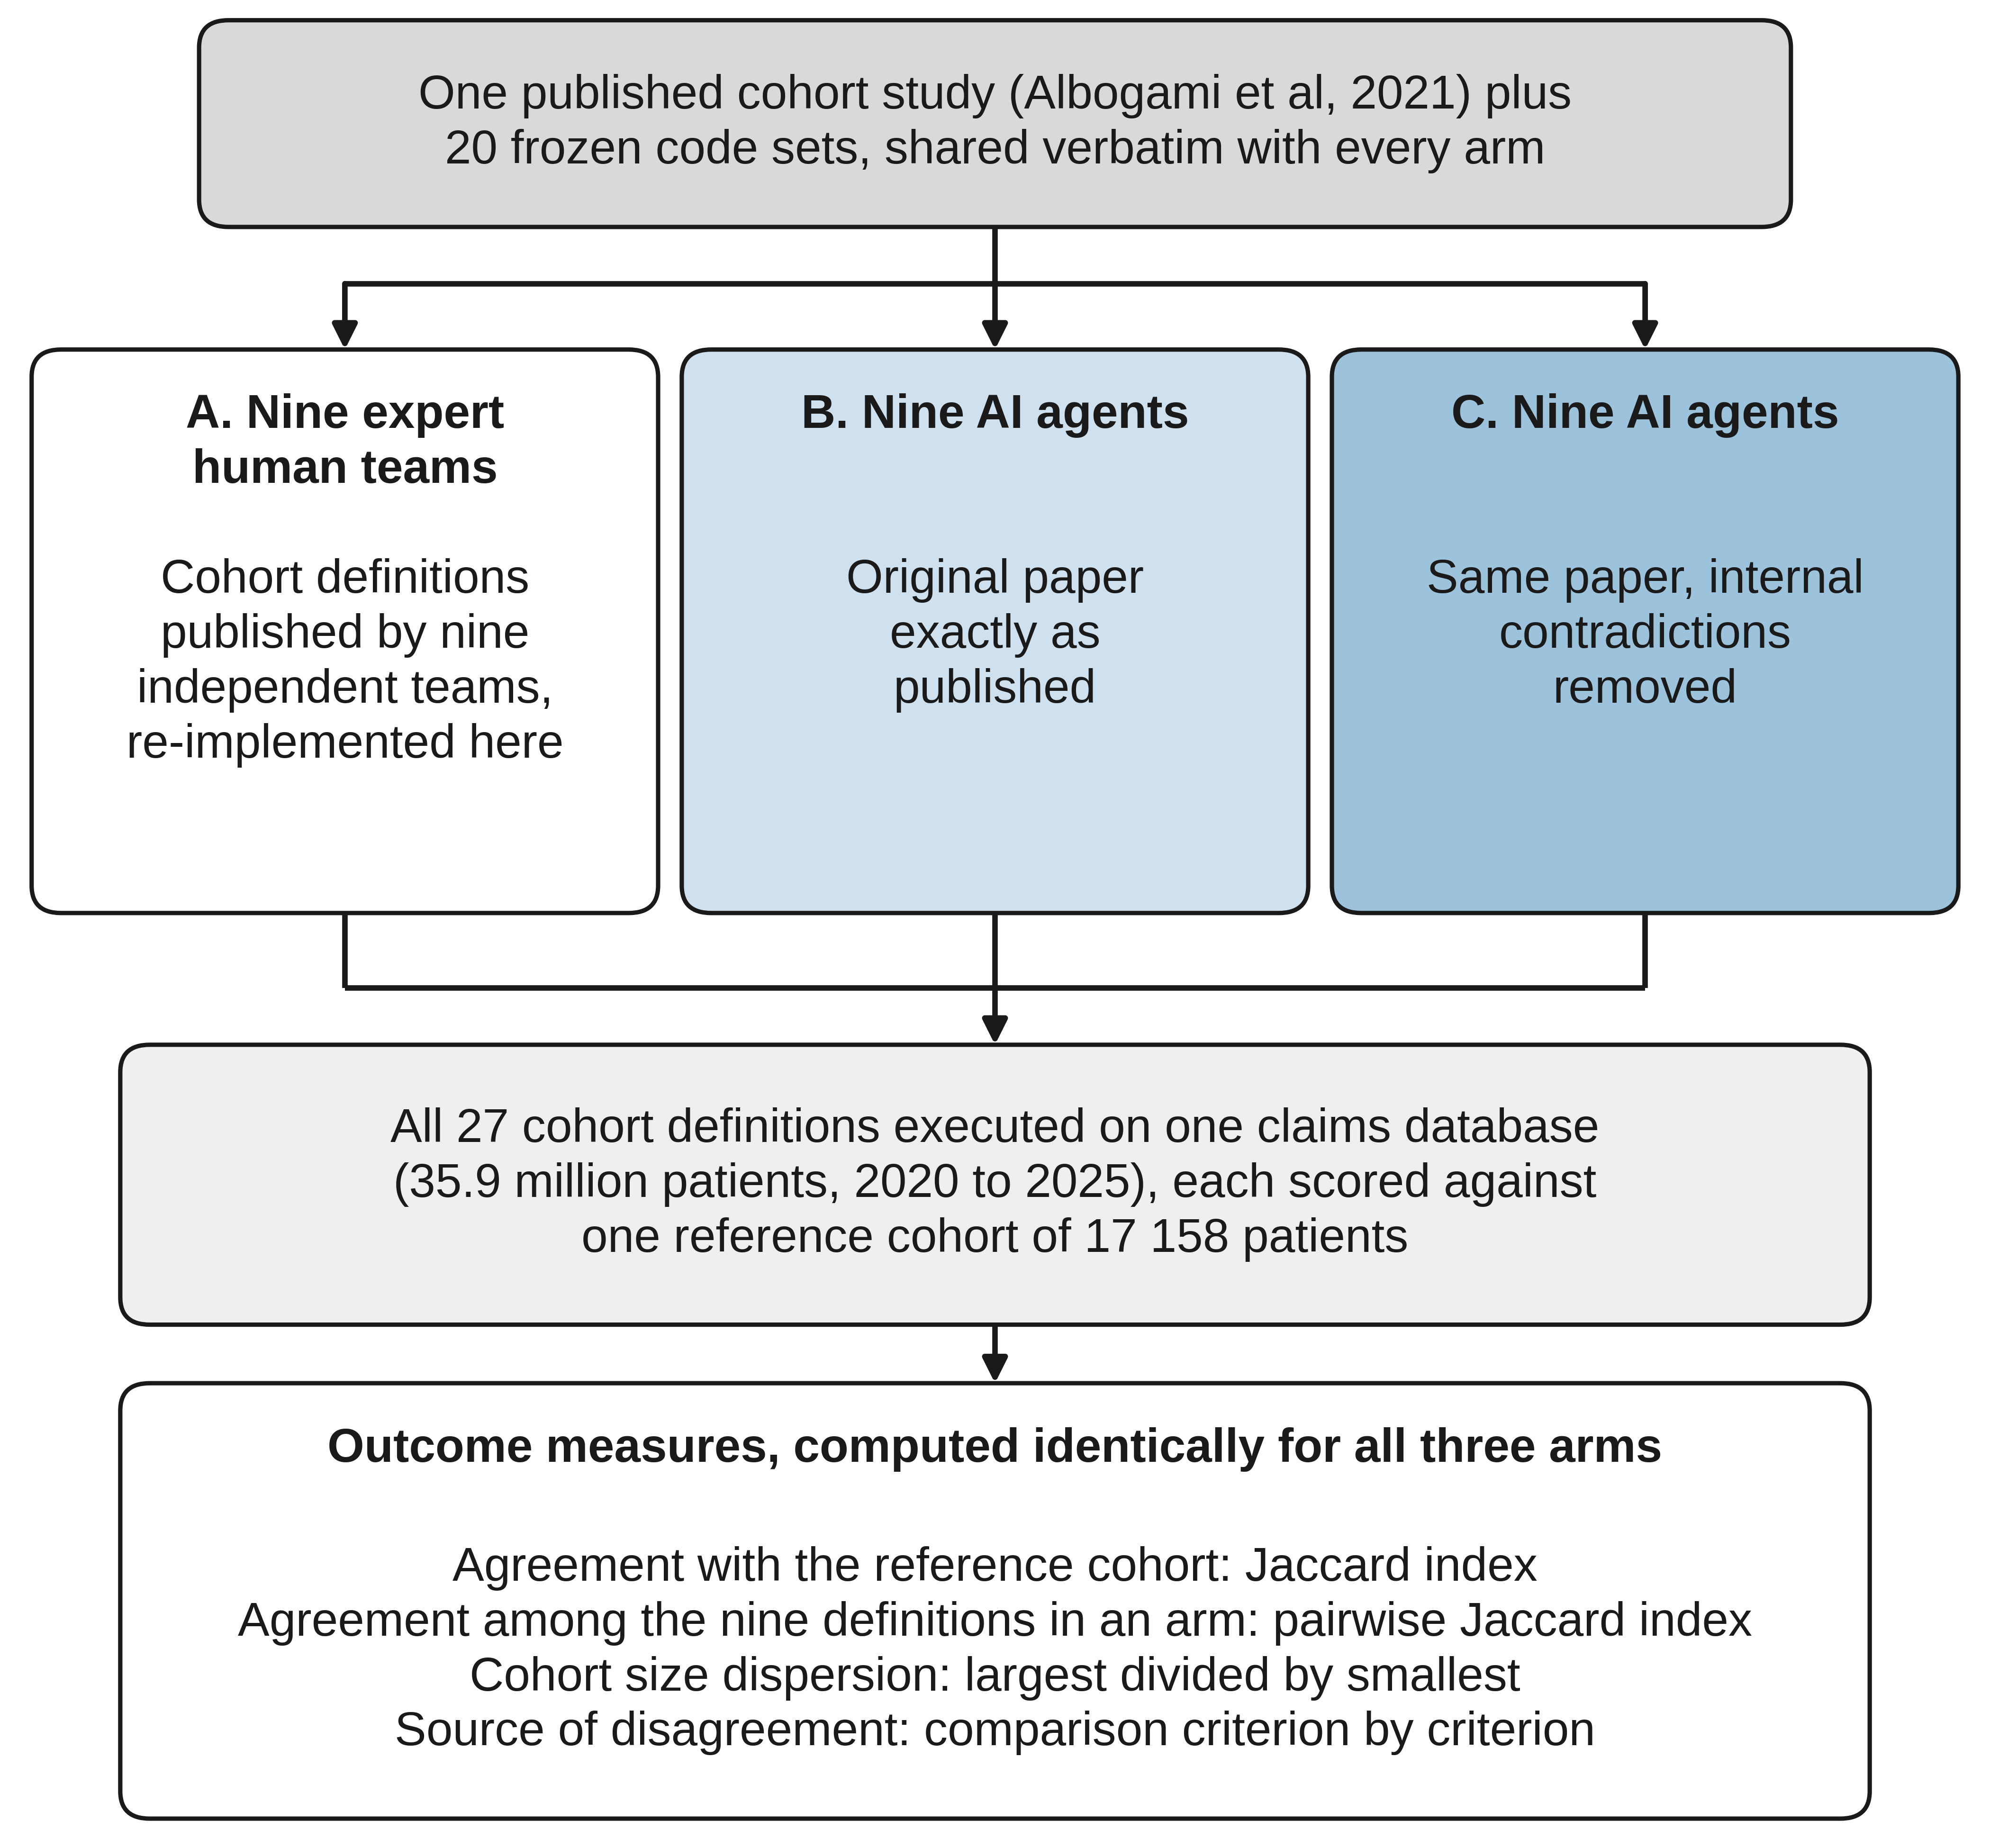 One published cohort study (Albogami et al, 2021) plus
20 frozen code sets, shared verbatim with every arm
A. Nine expert
human teams
Cohort definitions
published by nine
independent teams,
re-implemented here
B. Nine AI agents
Original paper
exactly as
published
C. Nine AI agents
Same paper, internal
contradictions
removed
All 27 cohort definitions executed on one claims database
(35.9 million patients, 2020 to 2025), each scored against
one reference cohort of 17 158 patients
Outcome measures, computed identically for all three arms
Agreement with the reference cohort: Jaccard index
Agreement among the nine definitions in an arm: pairwise Jaccard index
Cohort size dispersion: largest divided by smallest
Source of disagreement: comparison criterion by criterion